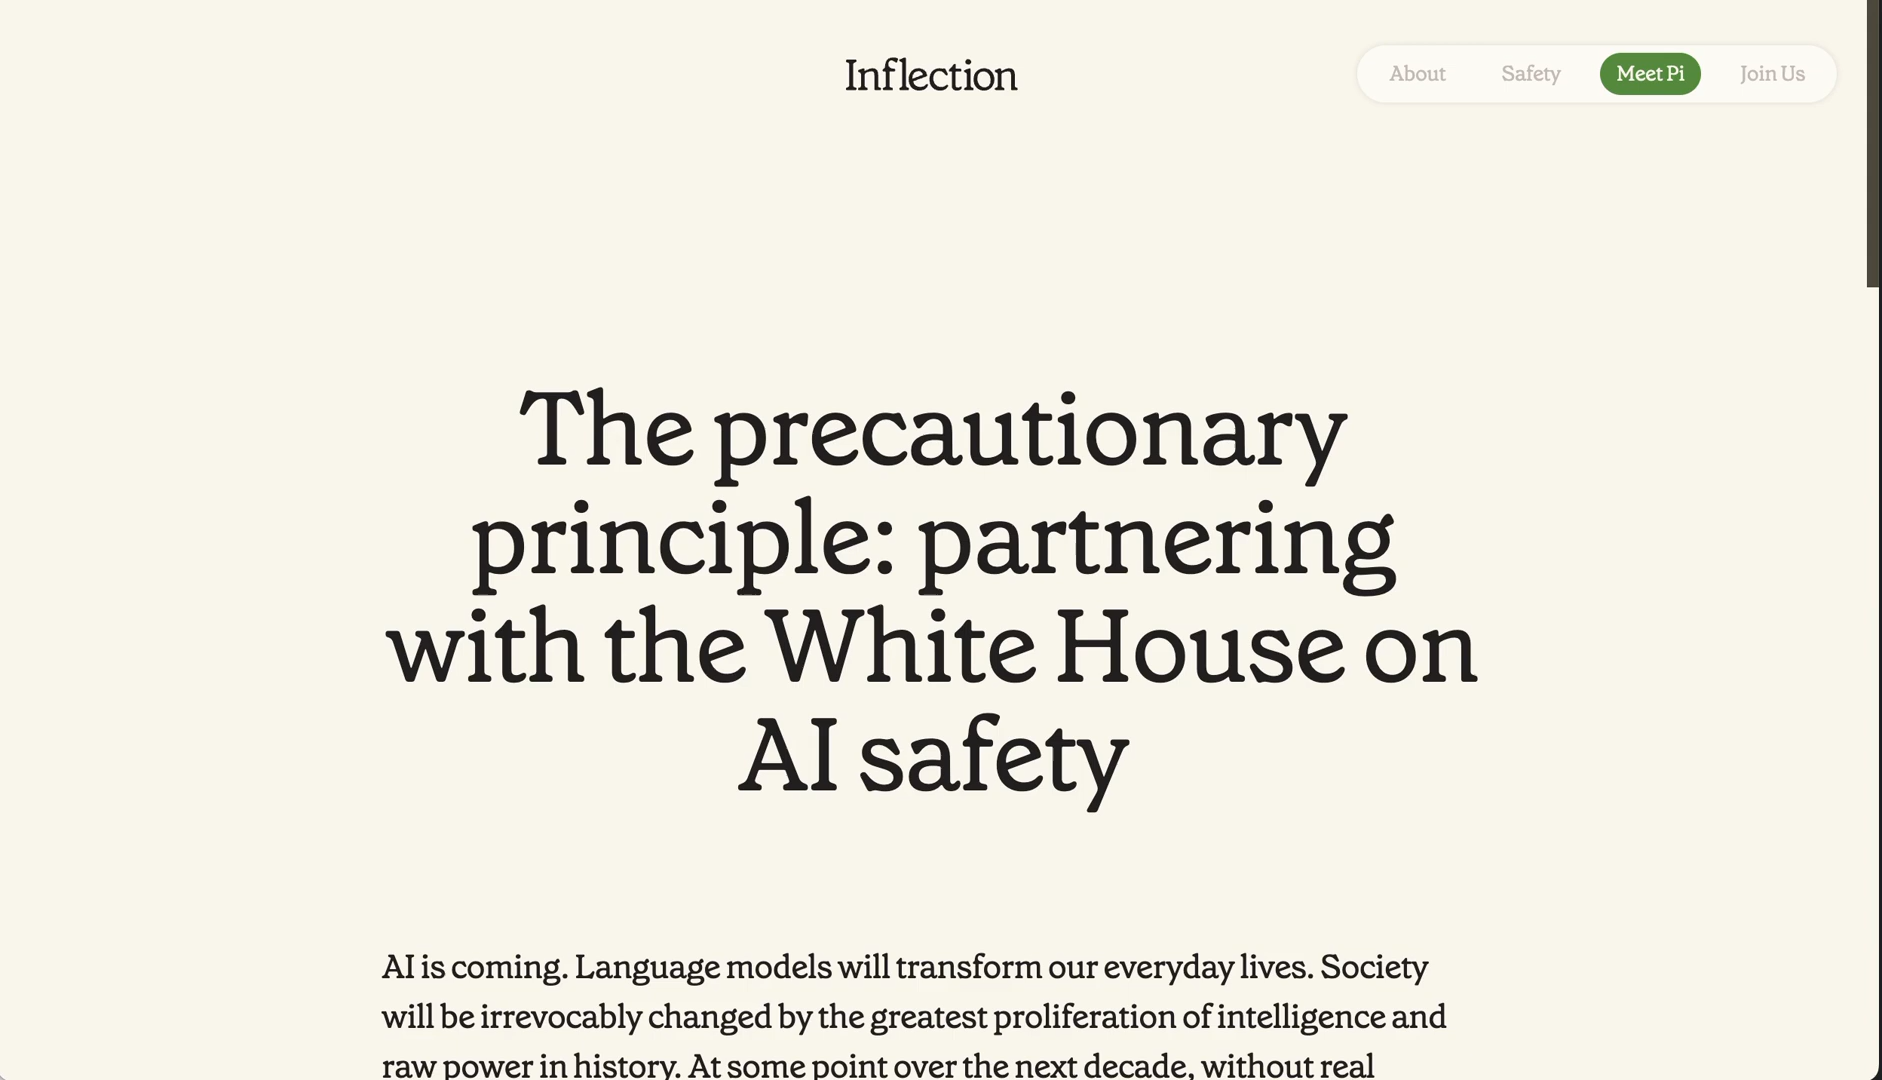 Inflection
About Safety Meet Pi Join Us
The precautionary
principle: partnering
with the White House on
AI safety
AI is coming. Language models will transform our everyday lives. Society
will be irrevocably changed by the greatest proliferation of intelligence and
raw power in history. At some point over the next decade, without real